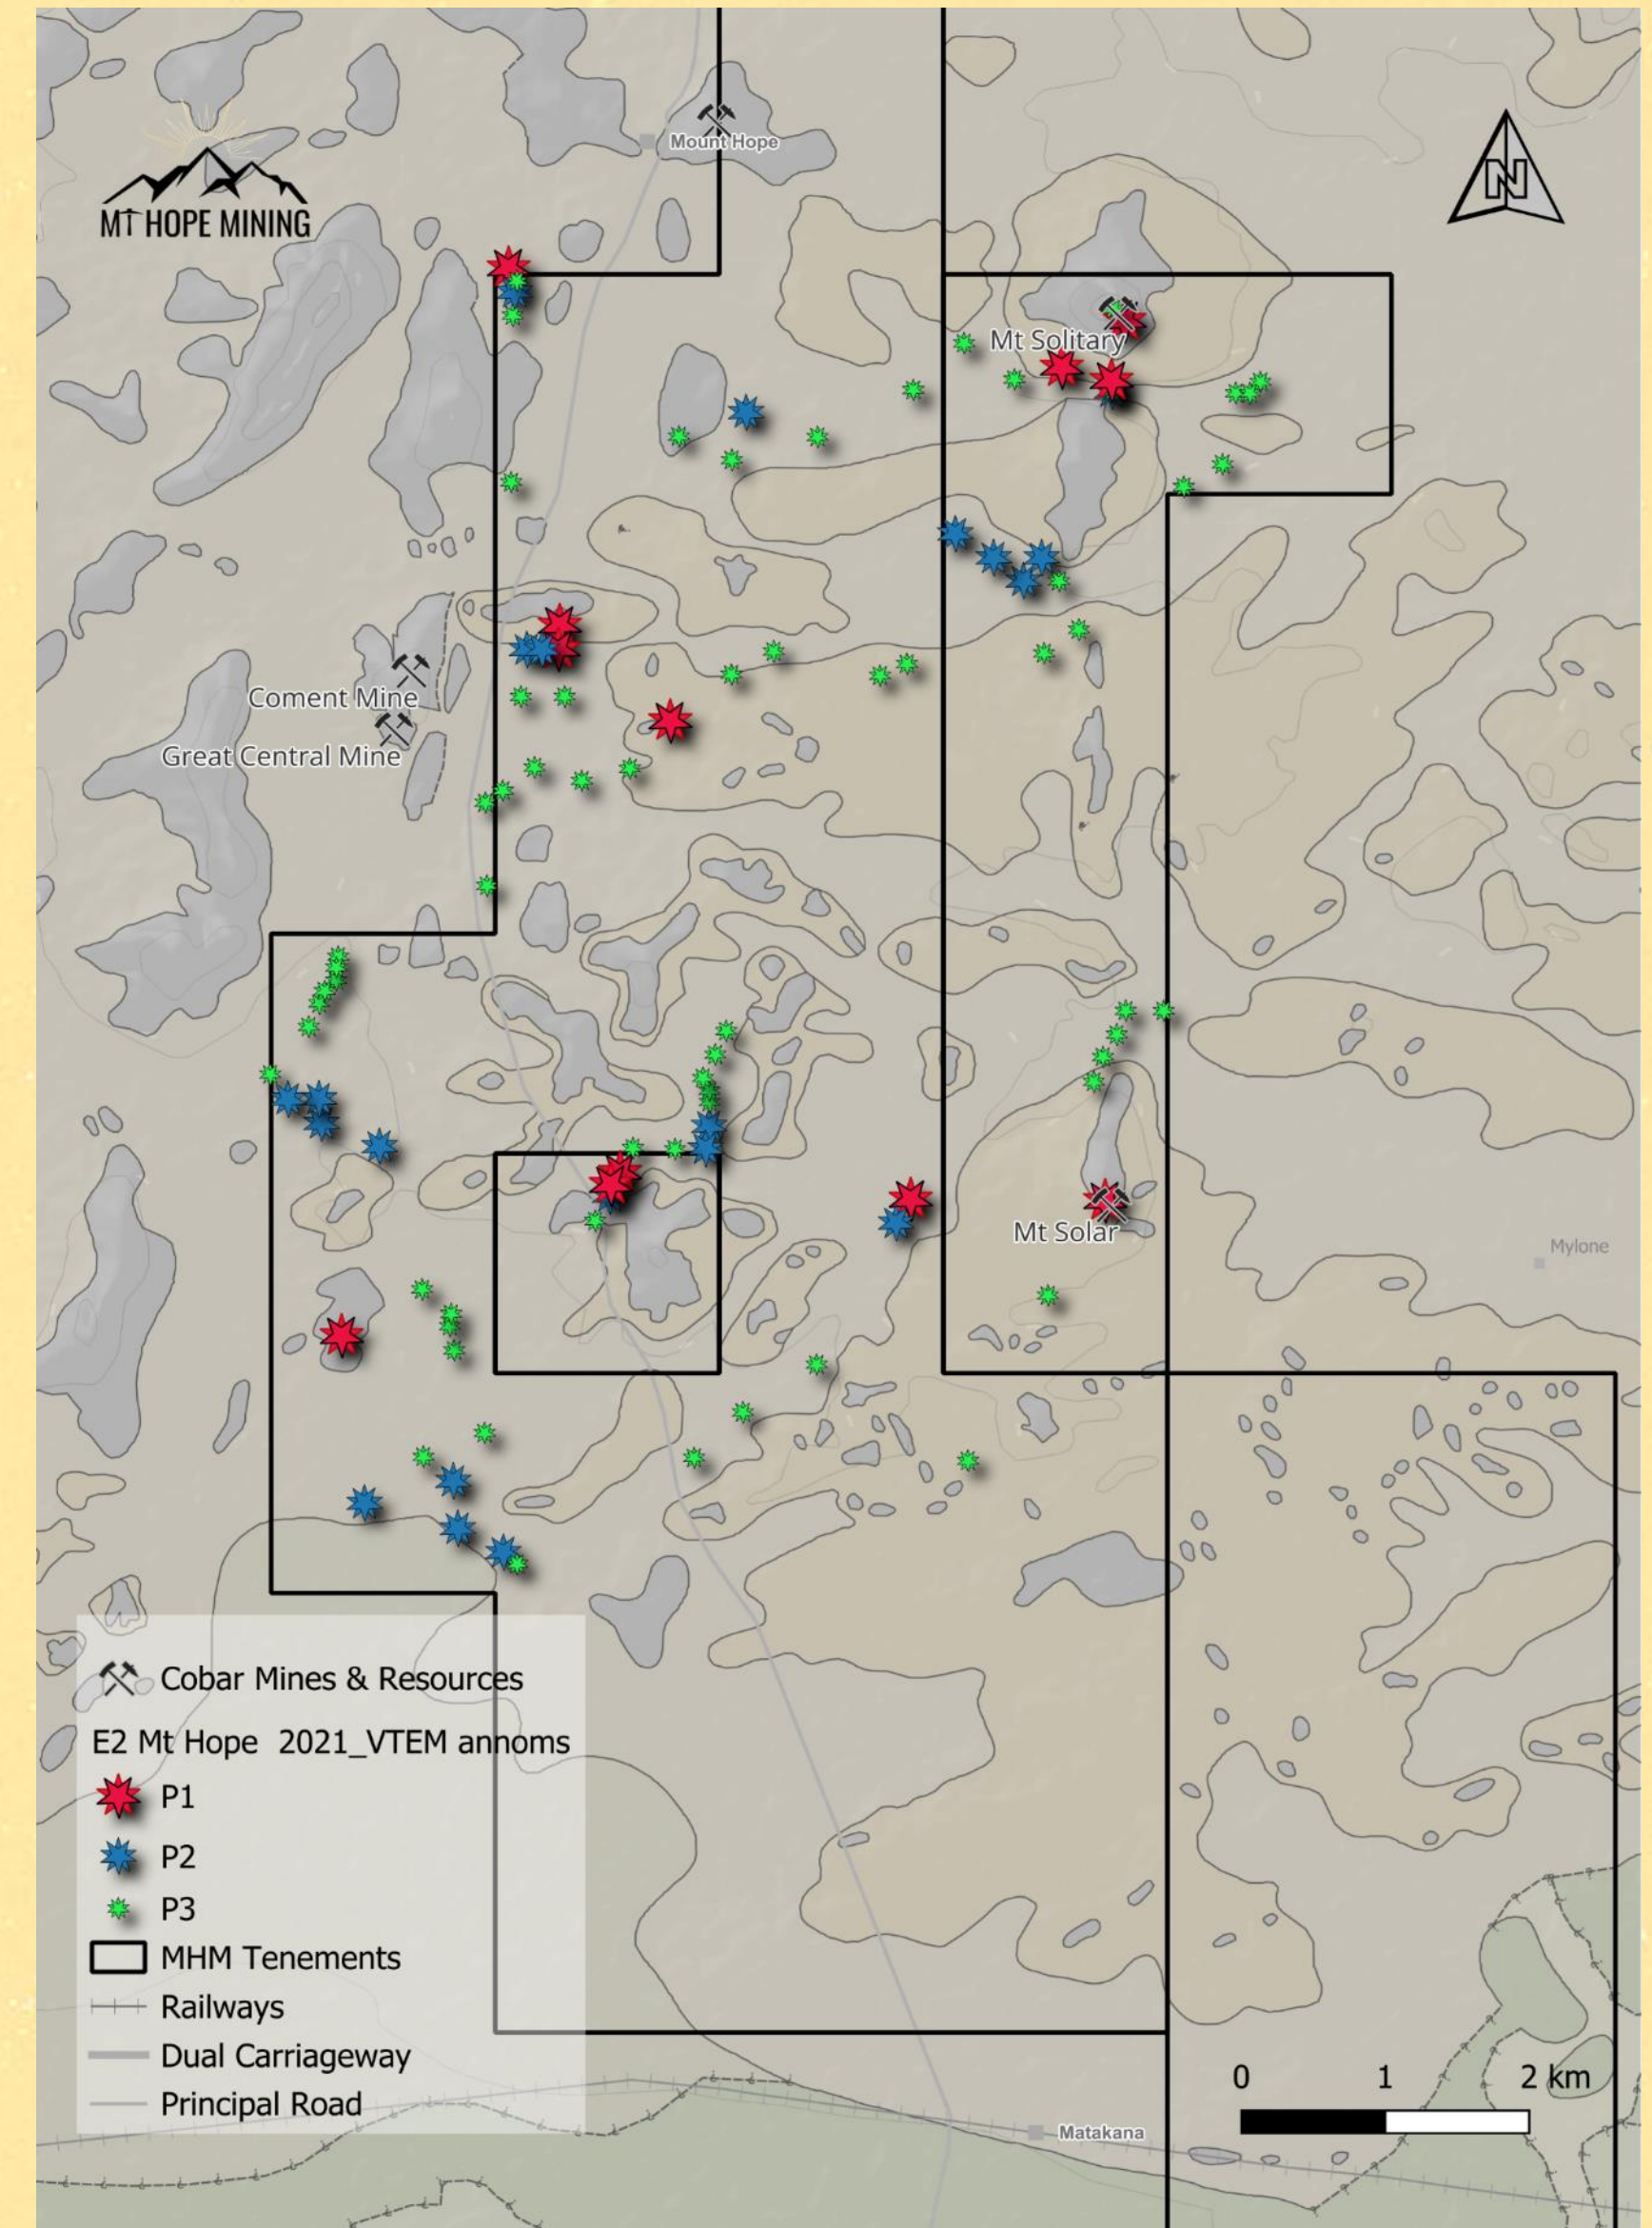 Mount Hope
N
MT HOPE MINING
Mt Solitary
Coment Mine
Great Central Mine
Mt Solar
Mylone
Cobar Mines & Resources
E2 Mt Hope 2021_VTEM annoms
P1
P2
P3
MHM Tenements
Railways
Dual Carriageway
Principal Road
0 1 2 km
Matakana